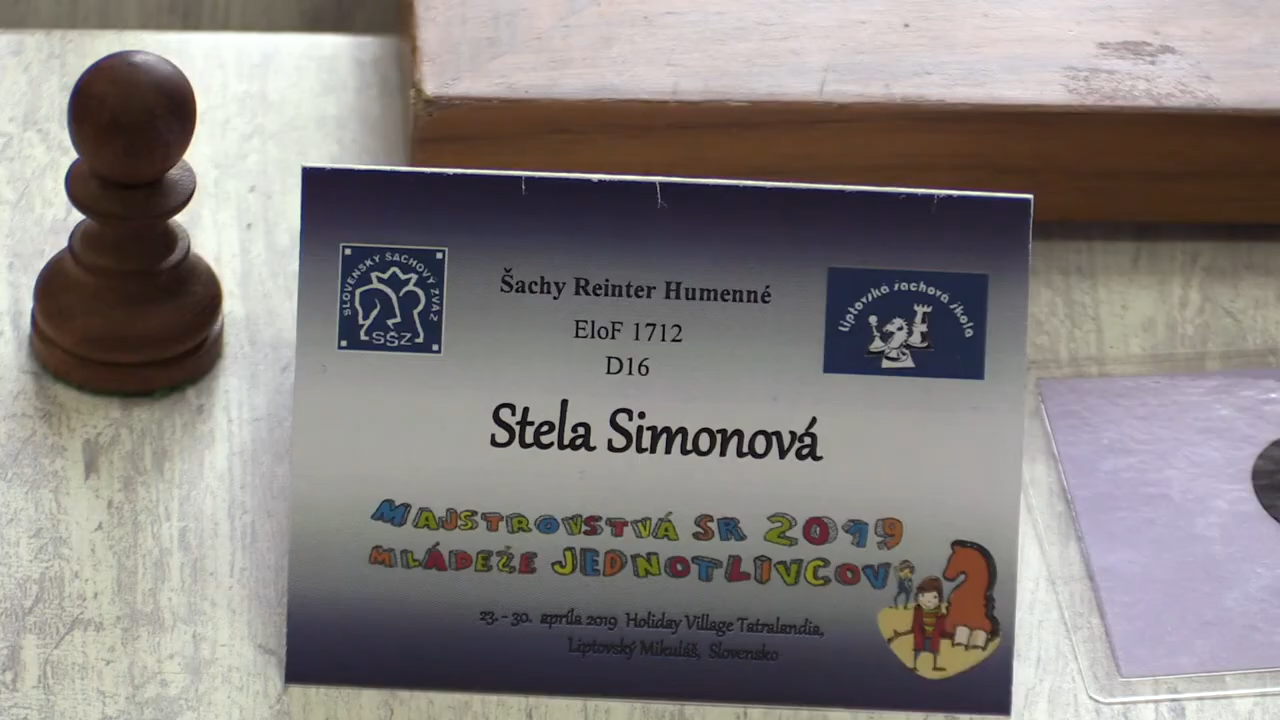 SLOVENSKÝ ŠACHOVÝ ZVÄZ
SŠZ
Šachy Reinter Humenné
EloF 1712
D16
Liptovská šachová škola
Stela Simonová
MAJSTROVSTVÁ SR 2019
MLÁDEŽE JEDNOTLIVCOV
23. - 30. apríla 2019 Holiday Village Tatralandia,
Liptovský Mikuláš, Slovensko